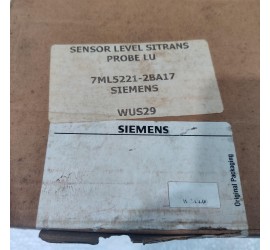 SENSOR LEVEL SITRANS
PROBE LU
7ML5221-2BA17
SIEMENS
WUS29
SIEMENS
Original Packaging